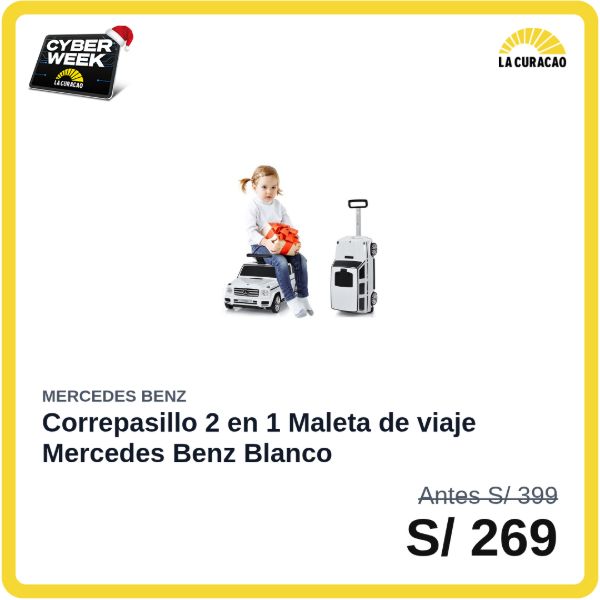 CYBER
WEEK
LA CURACAO
LA CURACAO
MERCEDES BENZ
Correpasillo 2 en 1 Maleta de viaje
Mercedes Benz Blanco
Antes S/ 399
S/ 269